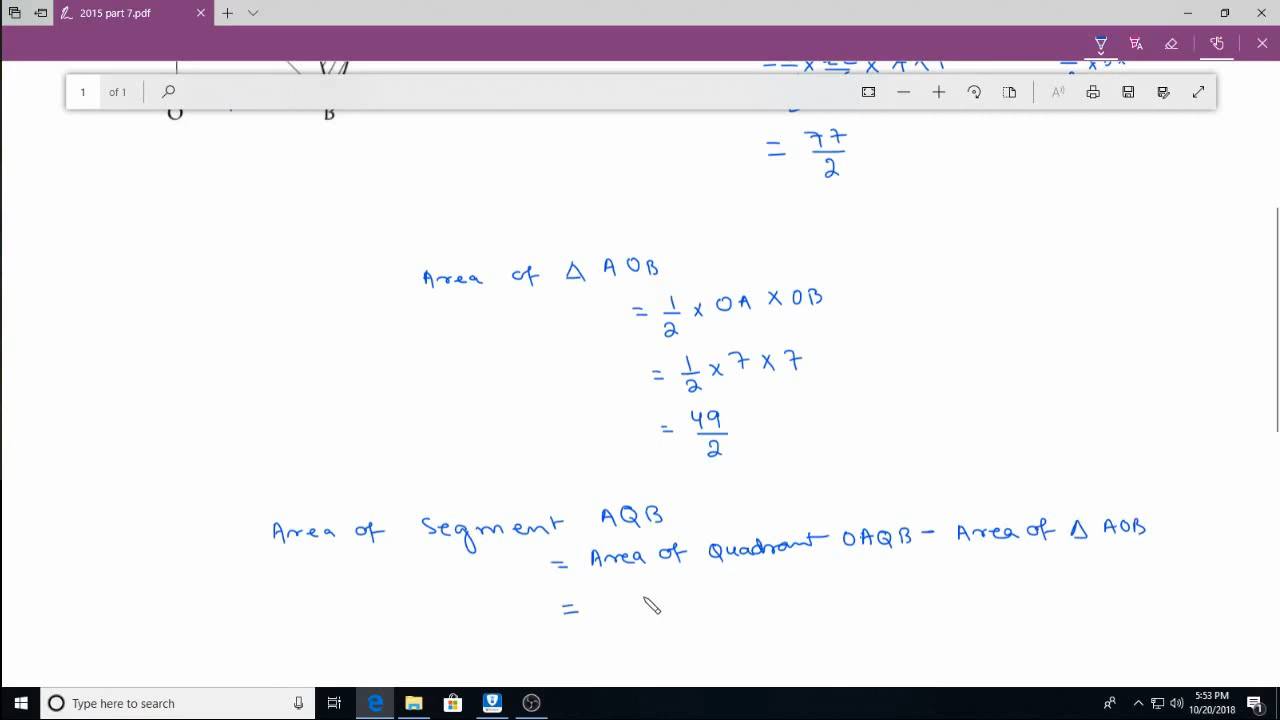 2015 part 7.pdf
1 of 1
O B
= 77/2
Area of Δ AOB
= 1/2 × OA × OB
= 1/2 × 7 × 7
= 49/2
Area of Segment AQB
= Area of Quadrant OAQB - Area of Δ AOB
=
Type here to search
5:53 PM
10/20/2018
1